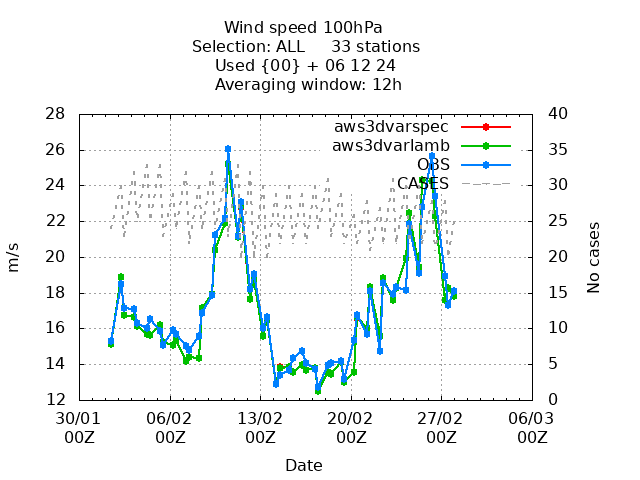 Wind speed 100hPa
Selection: ALL 33 stations
Used {00} + 06 12 24
Averaging window: 12h
28 40
aws3dvarspec
26 35
aws3dvarlamb
OBS
24 30
CASES
22 25
20 20
18 15
16 10
14 5
12 0
m/s
No cases
30/01 06/02 13/02 20/02 27/02 06/03
00Z 00Z 00Z 00Z 00Z 00Z
Date